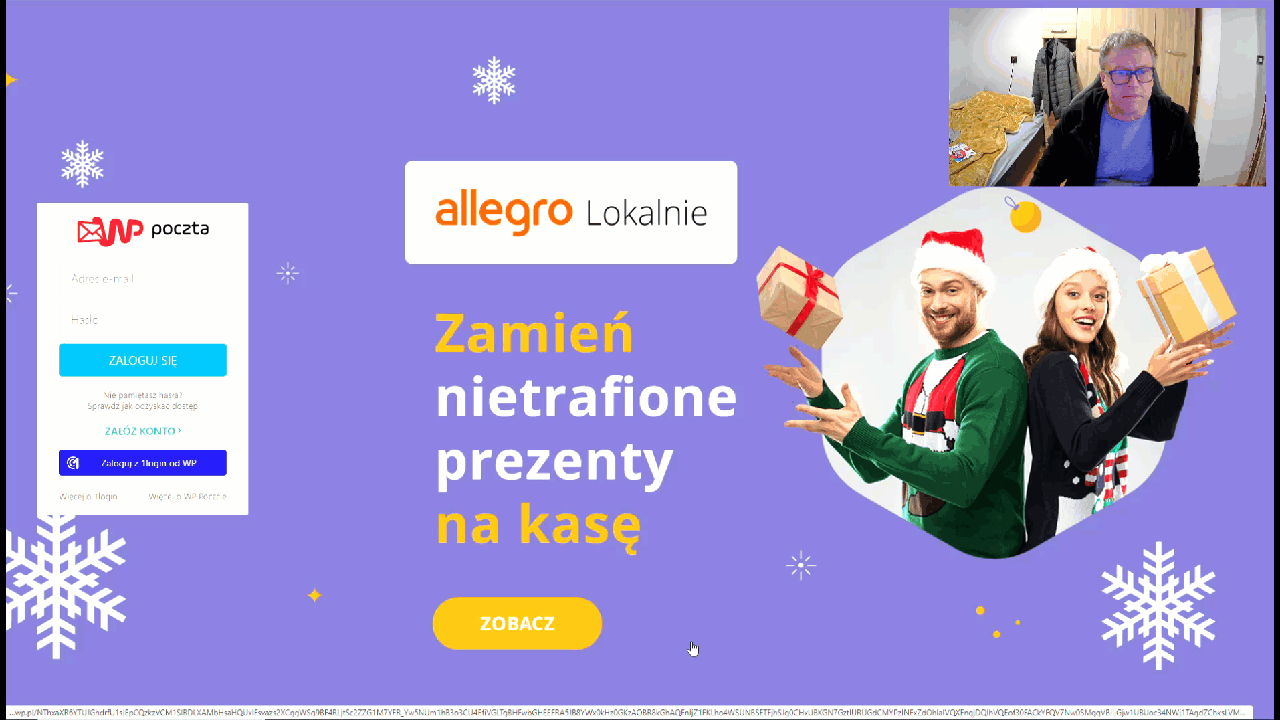 WP poczta
Adres e-mail
Hasło
ZALOGUJ SIĘ
Nie pamiętasz hasła?
Sprawdź jak odzyskać dostęp
ZAŁÓŻ KONTO ›
Zaloguj z 1login od WP
Więcej o 1login Więcej o WP Poczcie
allegro Lokalnie
Zamień
nietrafione
prezenty
na kasę
ZOBACZ